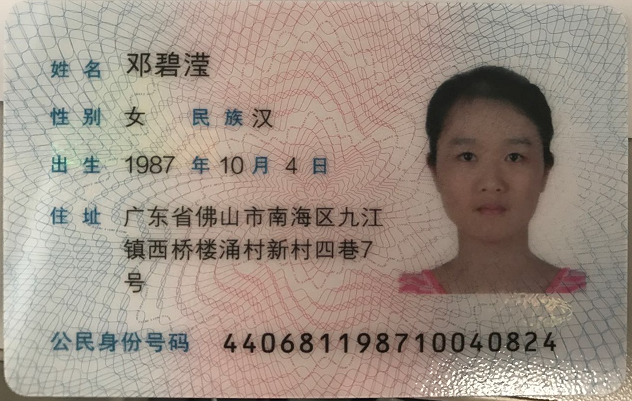 姓名 邓碧滢
性别 女 民族 汉
出生 1987 年 10 月 4 日
住址 广东省佛山市南海区九江
镇西桥楼涌村新村四巷7
号
公民身份号码 440681198710040824